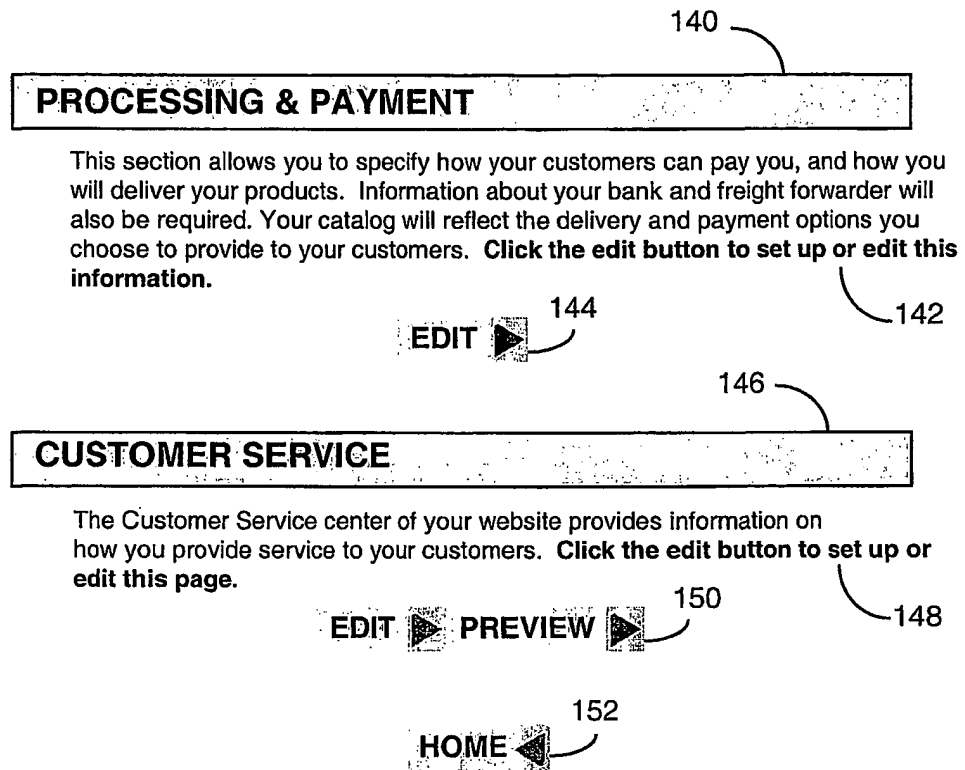 140
PROCESSING & PAYMENT
This section allows you to specify how your customers can pay you, and how you
will deliver your products. Information about your bank and freight forwarder will
also be required. Your catalog will reflect the delivery and payment options you
choose to provide to your customers. Click the edit button to set up or edit this
information.
142
144
EDIT
146
CUSTOMER SERVICE
The Customer Service center of your website provides information on
how you provide service to your customers. Click the edit button to set up or
edit this page.
148
150
EDIT PREVIEW
152
HOME